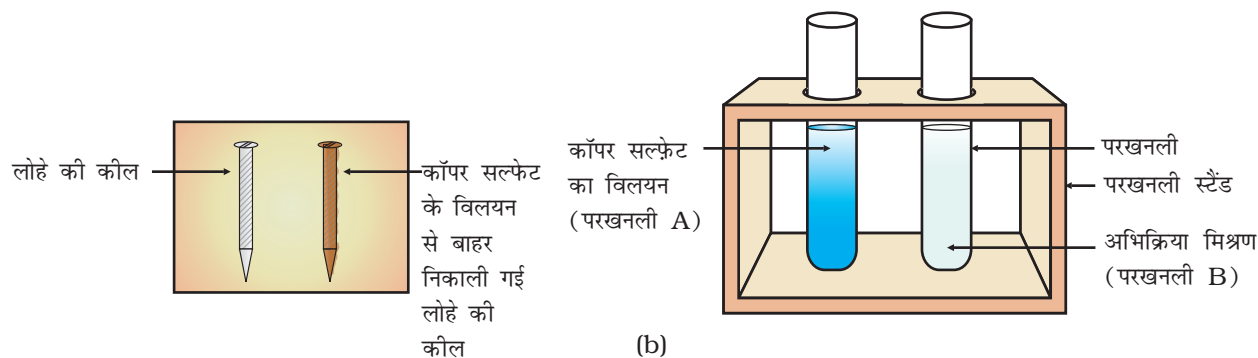 लोहे की कील
कॉपर सल्फेट
के विलयन
से बाहर
निकाली गई
लोहे की
कील
कॉपर सल्फ़ेट
का विलयन
(परखनली A)
परखनली
परखनली स्टैंड
अभिक्रिया मिश्रण
(परखनली B)
(b)